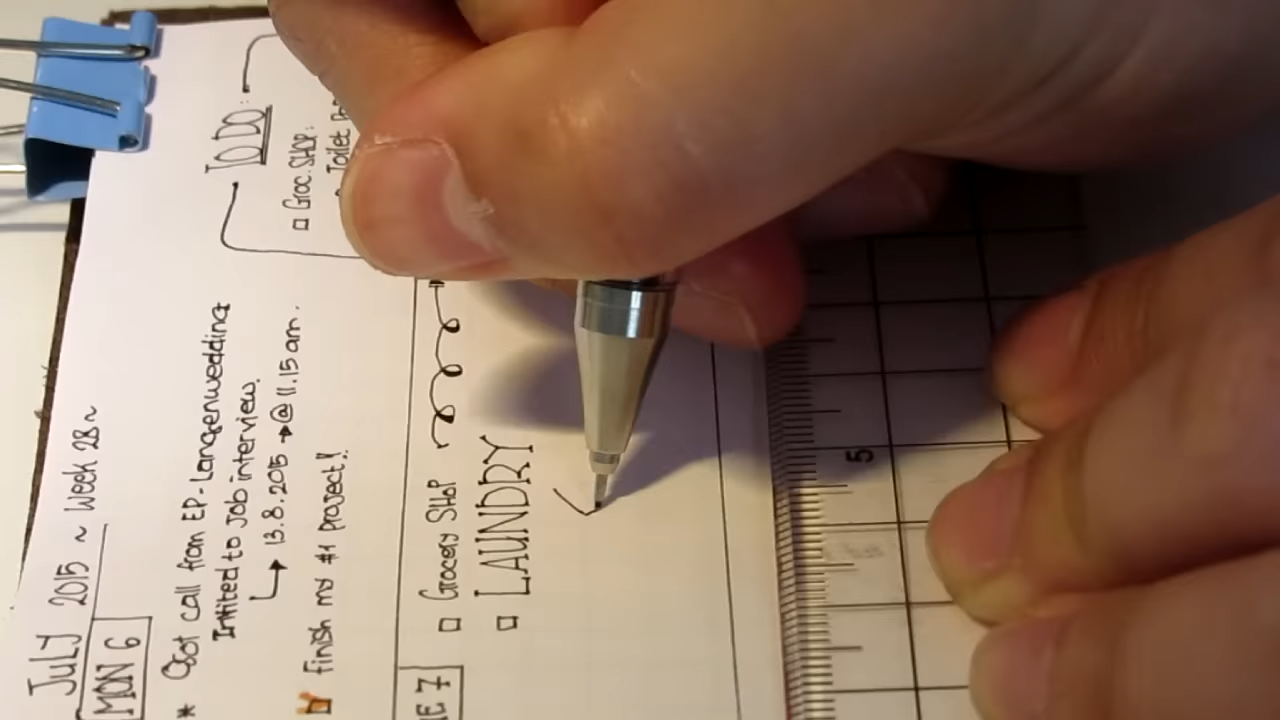 JULY 2015 ~ Week 28 ~
MON 6
* Got call from EP-Langenwedding
Invited to job interview.
↳ 13.8.2015 → @ 11.15 am.
Finish my #1 project!
TO DO:
□ Groc. SHOP:
Toilet
E 7
□ Grocery SHOP
□ LAUNDRY
5